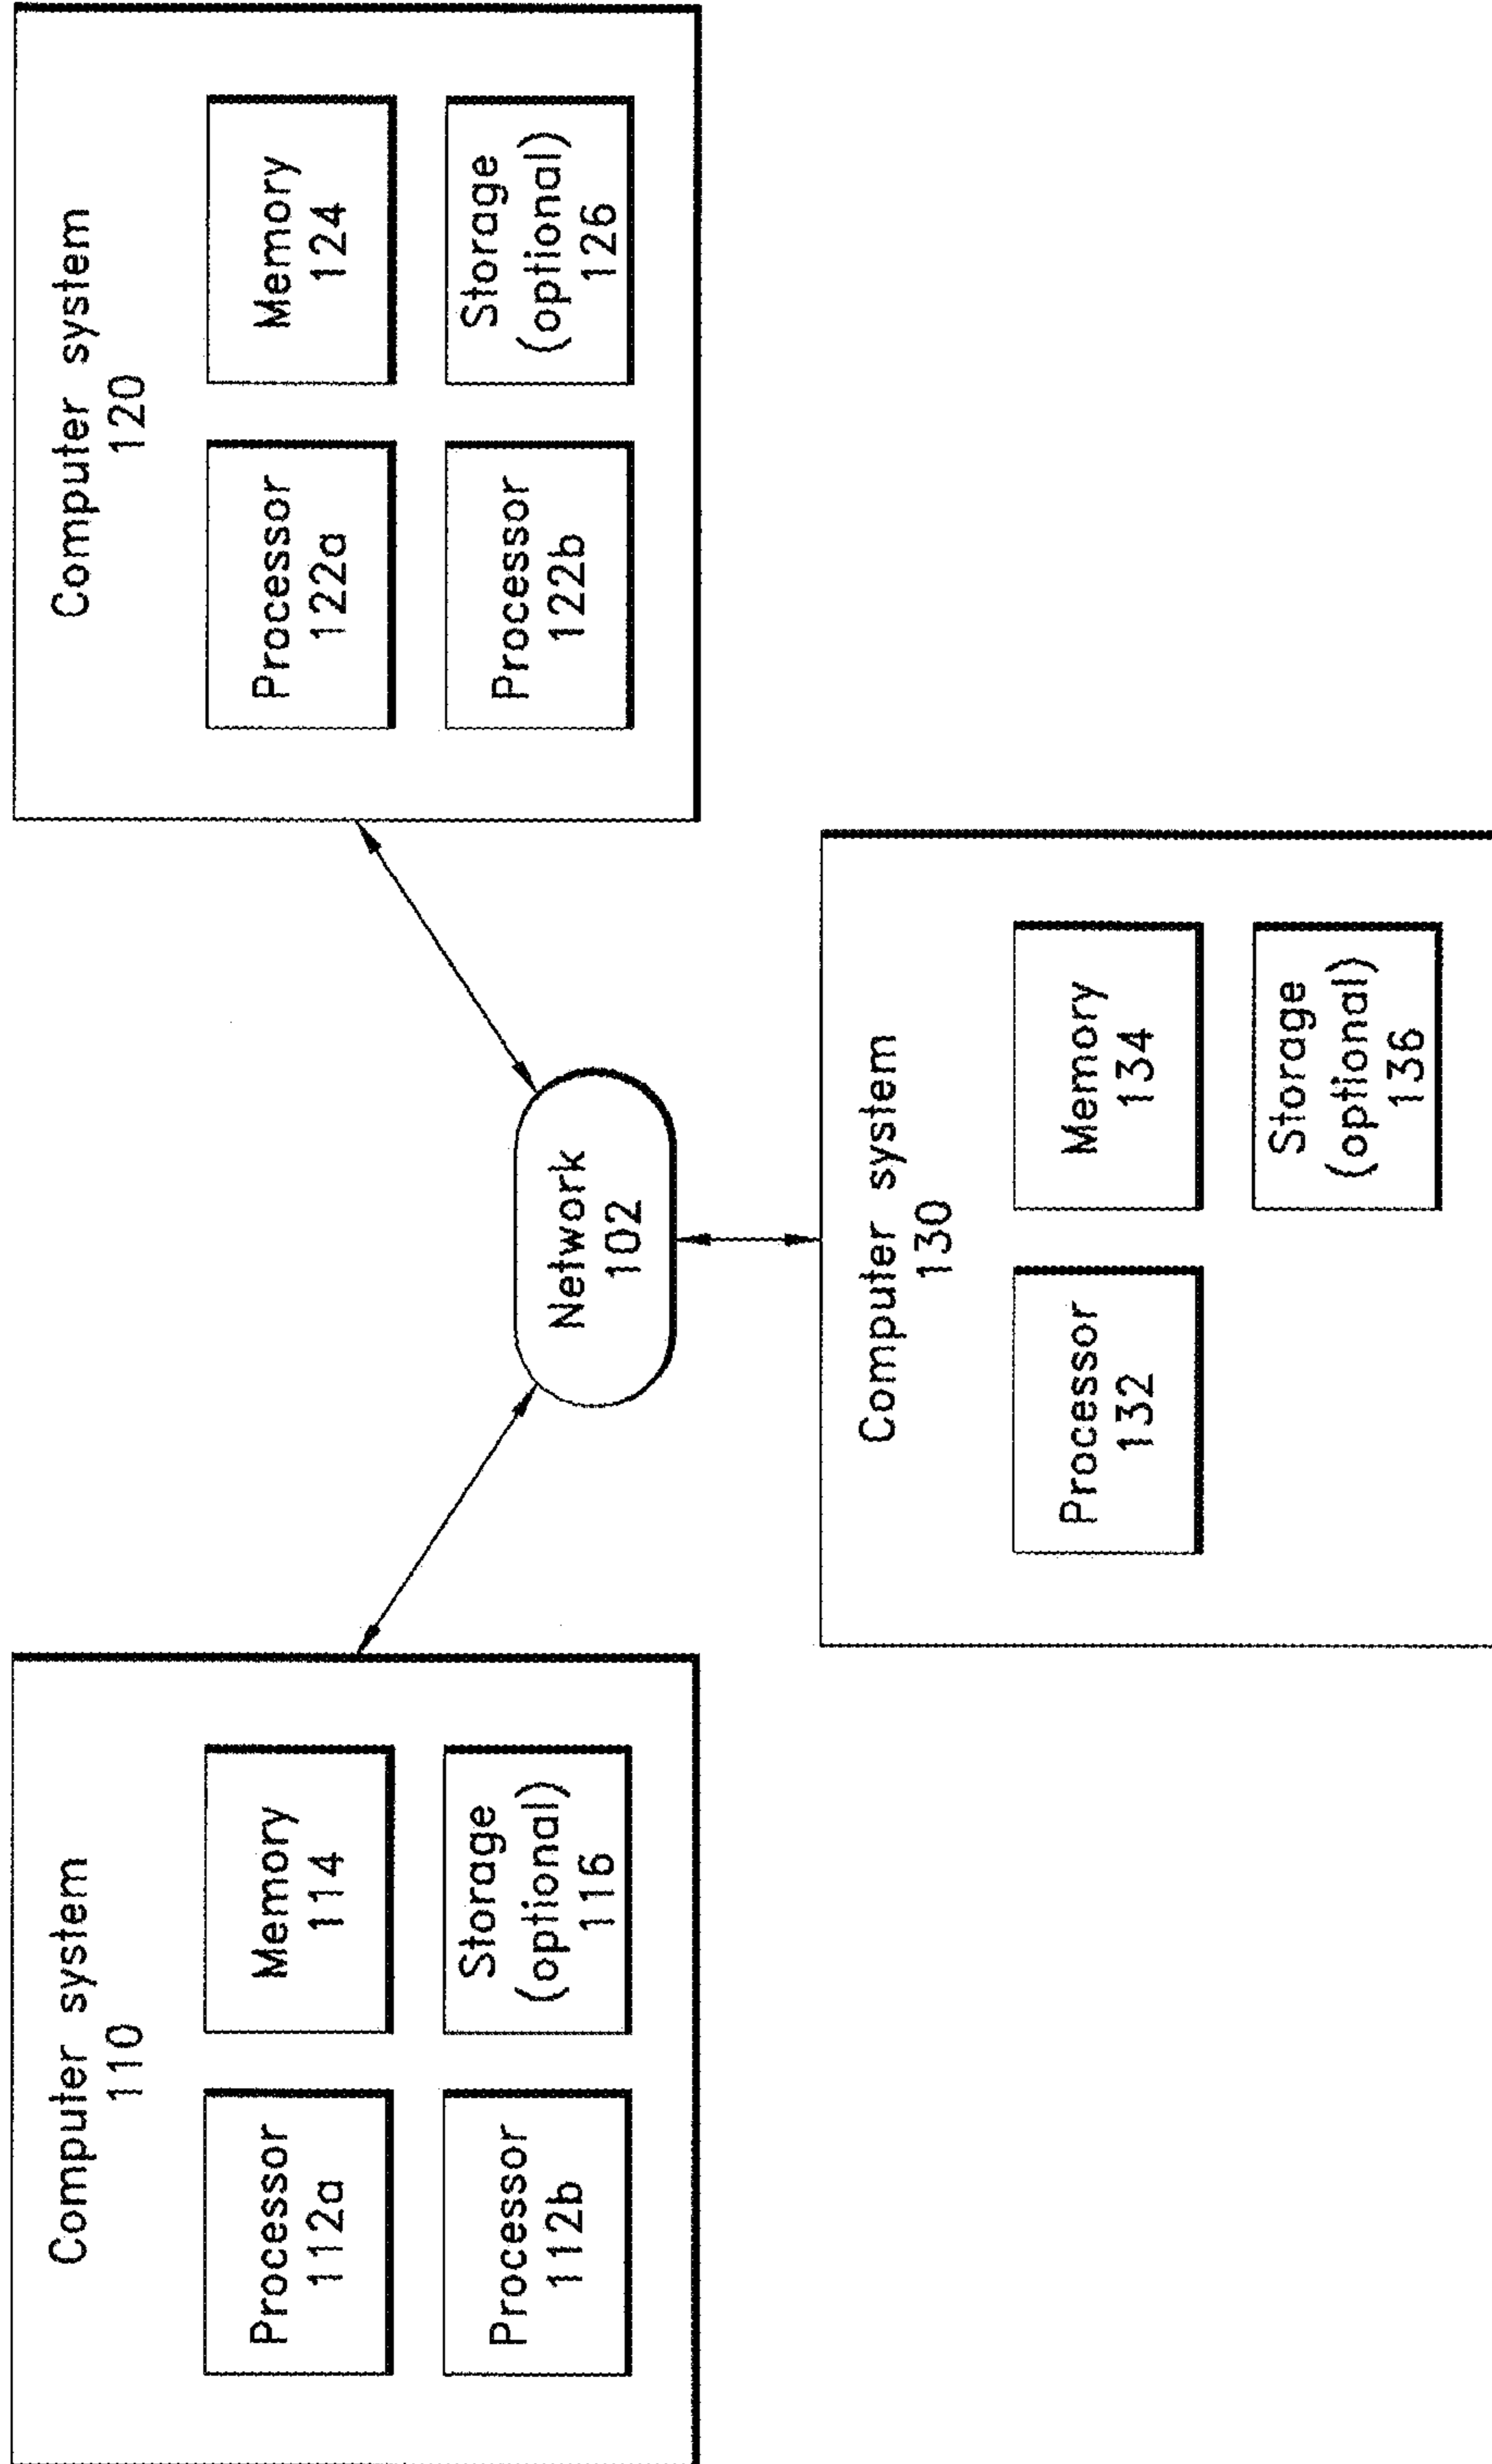 Computer system
110
Processor
112a
Memory
114
Processor
112b
Storage
(optional)
116
Computer system
120
Processor
122a
Memory
124
Processor
122b
Storage
(optional)
126
Network
102
Computer system
130
Processor
132
Memory
134
Storage
(optional)
136